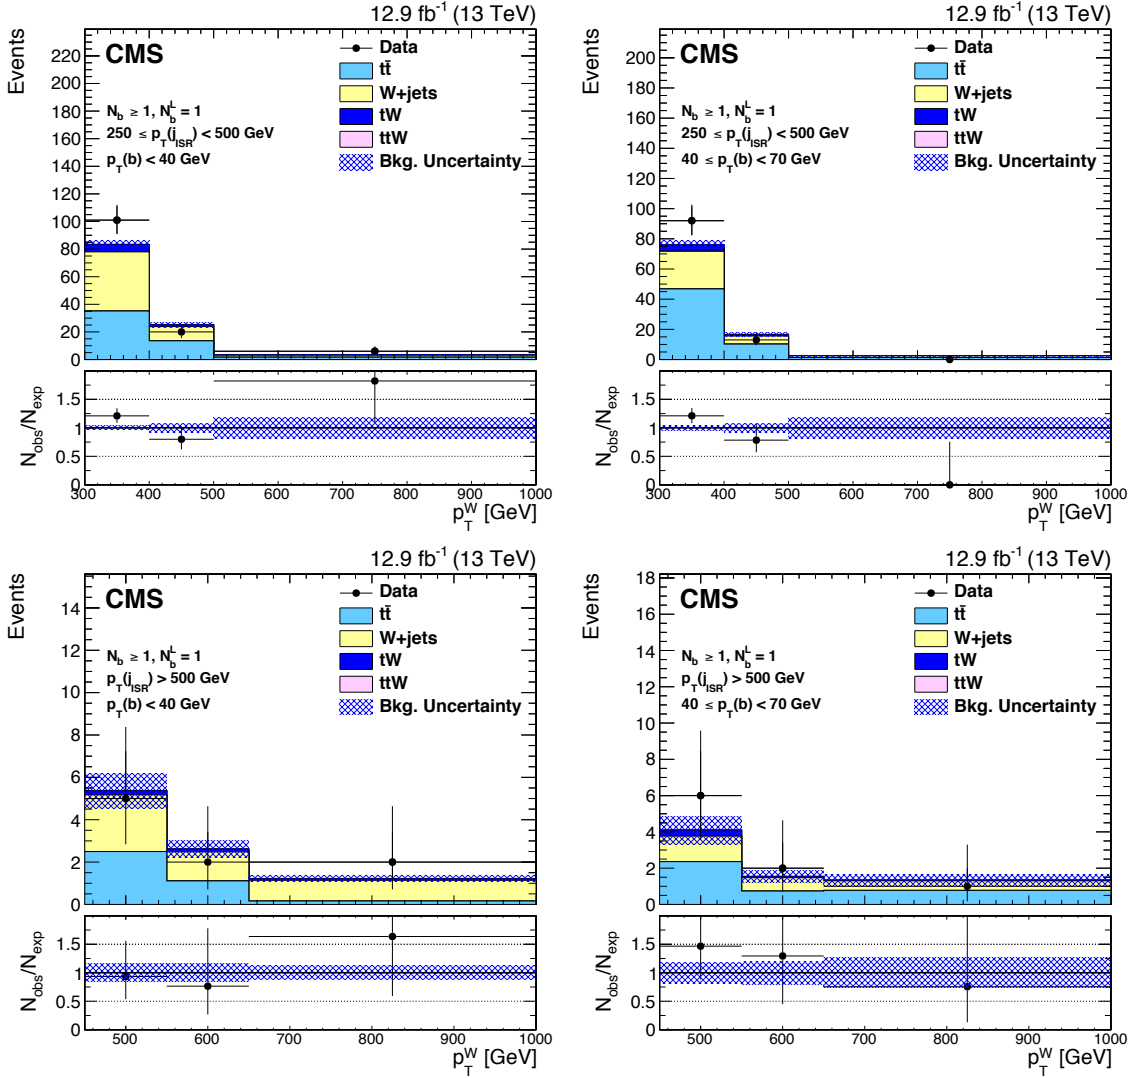 12.9 fb⁻¹ (13 TeV)
Events
CMS
N_b ≥ 1, N_b^L = 1
250 ≤ p_T(j_ISR) < 500 GeV
p_T(b) < 40 GeV
Data
tt̄
W+jets
tW
ttW
Bkg. Uncertainty
220
200
180
160
140
120
100
80
60
40
20
0
N_obs/N_exp
1.5
1
0.5
0
300 400 500 600 700 800 900 1000
p_T^W [GeV]
12.9 fb⁻¹ (13 TeV)
Events
CMS
N_b ≥ 1, N_b^L = 1
250 ≤ p_T(j_ISR) < 500 GeV
40 ≤ p_T(b) < 70 GeV
Data
tt̄
W+jets
tW
ttW
Bkg. Uncertainty
200
180
160
140
120
100
80
60
40
20
0
N_obs/N_exp
1.5
1
0.5
0
300 400 500 600 700 800 900 1000
p_T^W [GeV]
12.9 fb⁻¹ (13 TeV)
Events
CMS
N_b ≥ 1, N_b^L = 1
p_T(j_ISR) > 500 GeV
p_T(b) < 40 GeV
Data
tt̄
W+jets
tW
ttW
Bkg. Uncertainty
14
12
10
8
6
4
2
0
N_obs/N_exp
1.5
1
0.5
0
500 600 700 800 900 1000
p_T^W [GeV]
12.9 fb⁻¹ (13 TeV)
Events
CMS
N_b ≥ 1, N_b^L = 1
p_T(j_ISR) > 500 GeV
40 ≤ p_T(b) < 70 GeV
Data
tt̄
W+jets
tW
ttW
Bkg. Uncertainty
18
16
14
12
10
8
6
4
2
0
N_obs/N_exp
1.5
1
0.5
0
500 600 700 800 900 1000
p_T^W [GeV]